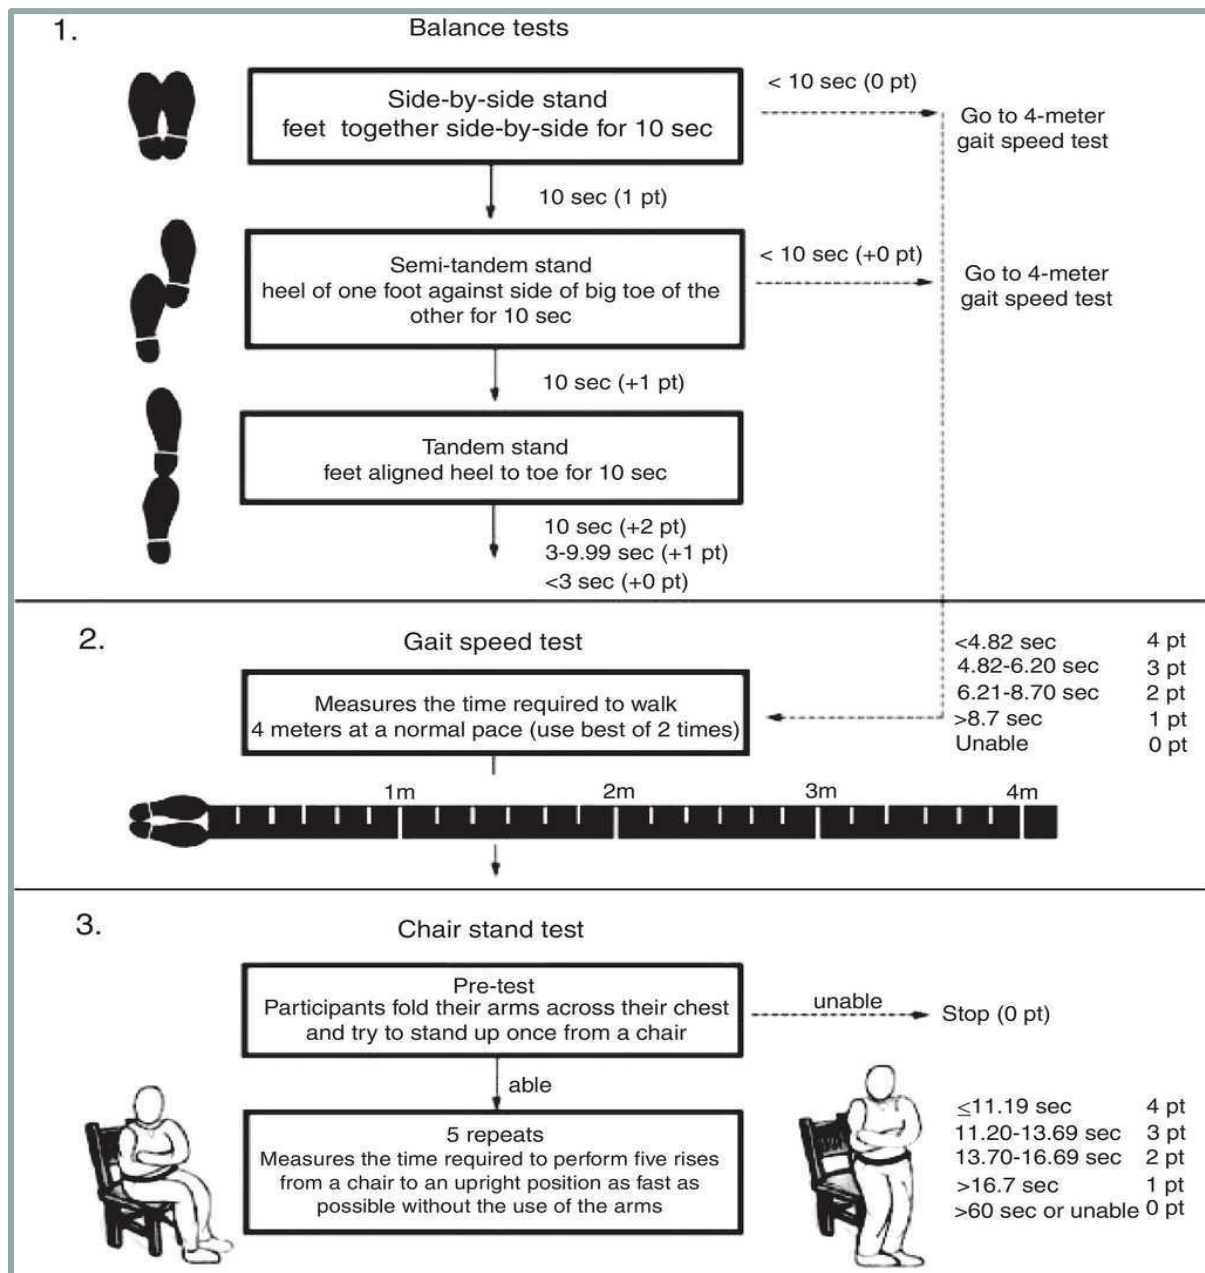 1.
Balance tests
Side-by-side stand
feet together side-by-side for 10 sec
< 10 sec (0 pt)
Go to 4-meter
gait speed test
10 sec (1 pt)
Semi-tandem stand
heel of one foot against side of big toe of the
other for 10 sec
< 10 sec (+0 pt)
Go to 4-meter
gait speed test
10 sec (+1 pt)
Tandem stand
feet aligned heel to toe for 10 sec
10 sec (+2 pt)
3-9.99 sec (+1 pt)
<3 sec (+0 pt)
2.
Gait speed test
Measures the time required to walk
4 meters at a normal pace (use best of 2 times)
<4.82 sec 4 pt
4.82-6.20 sec 3 pt
6.21-8.70 sec 2 pt
>8.7 sec 1 pt
Unable 0 pt
1m 2m 3m 4m
3.
Chair stand test
Pre-test
Participants fold their arms across their chest
and try to stand up once from a chair
unable
Stop (0 pt)
able
5 repeats
Measures the time required to perform five rises
from a chair to an upright position as fast as
possible without the use of the arms
≤11.19 sec 4 pt
11.20-13.69 sec 3 pt
13.70-16.69 sec 2 pt
>16.7 sec 1 pt
>60 sec or unable 0 pt